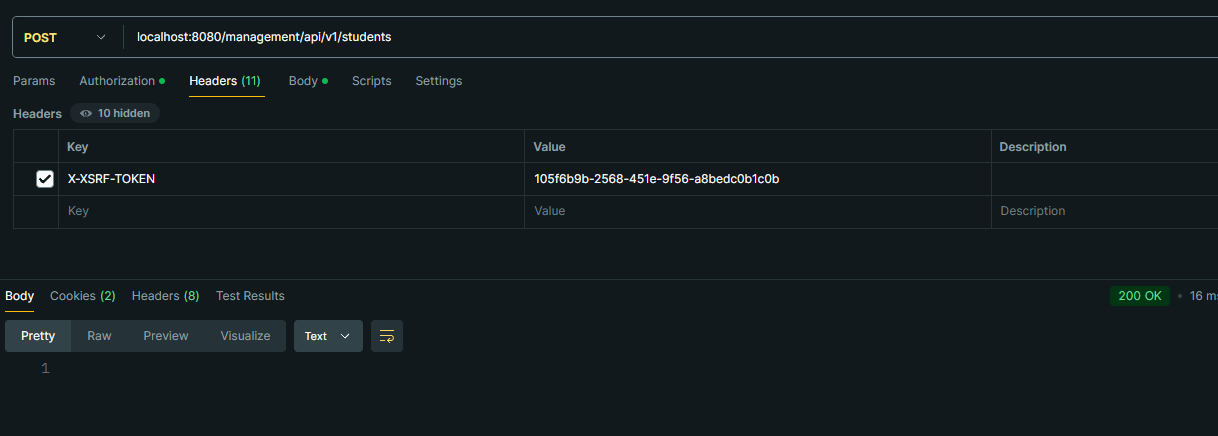 POST localhost:8080/management/api/v1/students
Params Authorization Headers (11) Body Scripts Settings
Headers 10 hidden
Key Value Description
X-XSRF-TOKEN 105f6b9b-2568-451e-9f56-a8bedc0b1c0b
Key Value Description
Body Cookies (2) Headers (8) Test Results 200 OK • 16 ms
Pretty Raw Preview Visualize Text
1